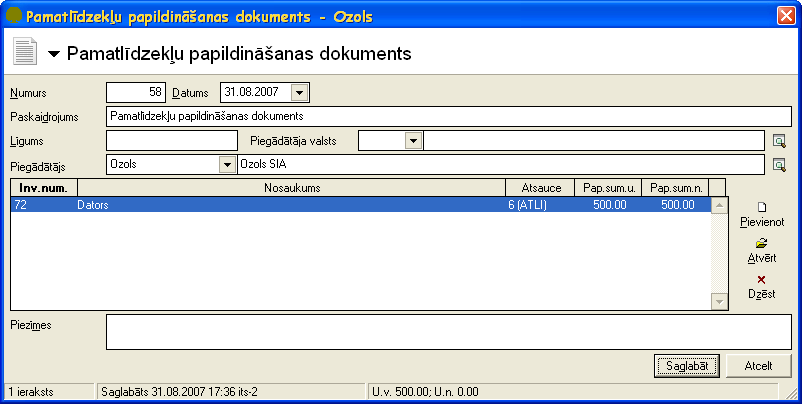 Pamatlīdzekļu papildināšanas dokuments - Ozols
Pamatlīdzekļu papildināšanas dokuments
Numurs 58 Datums 31.08.2007
Paskaidrojums Pamatlīdzekļu papildināšanas dokuments
Līgums Piegādātāja valsts
Piegādātājs Ozols Ozols SIA
Inv.num. Nosaukums Atsauce Pap.sum.u. Pap.sum.n.
72 Dators 6 (ATLI) 500.00 500.00
Pievienot
Atvērt
Dzēst
Piezīmes
Saglabāt Atcelt
1 ieraksts Saglabāts 31.08.2007 17:36 its-2 U.v. 500.00; U.n. 0.00